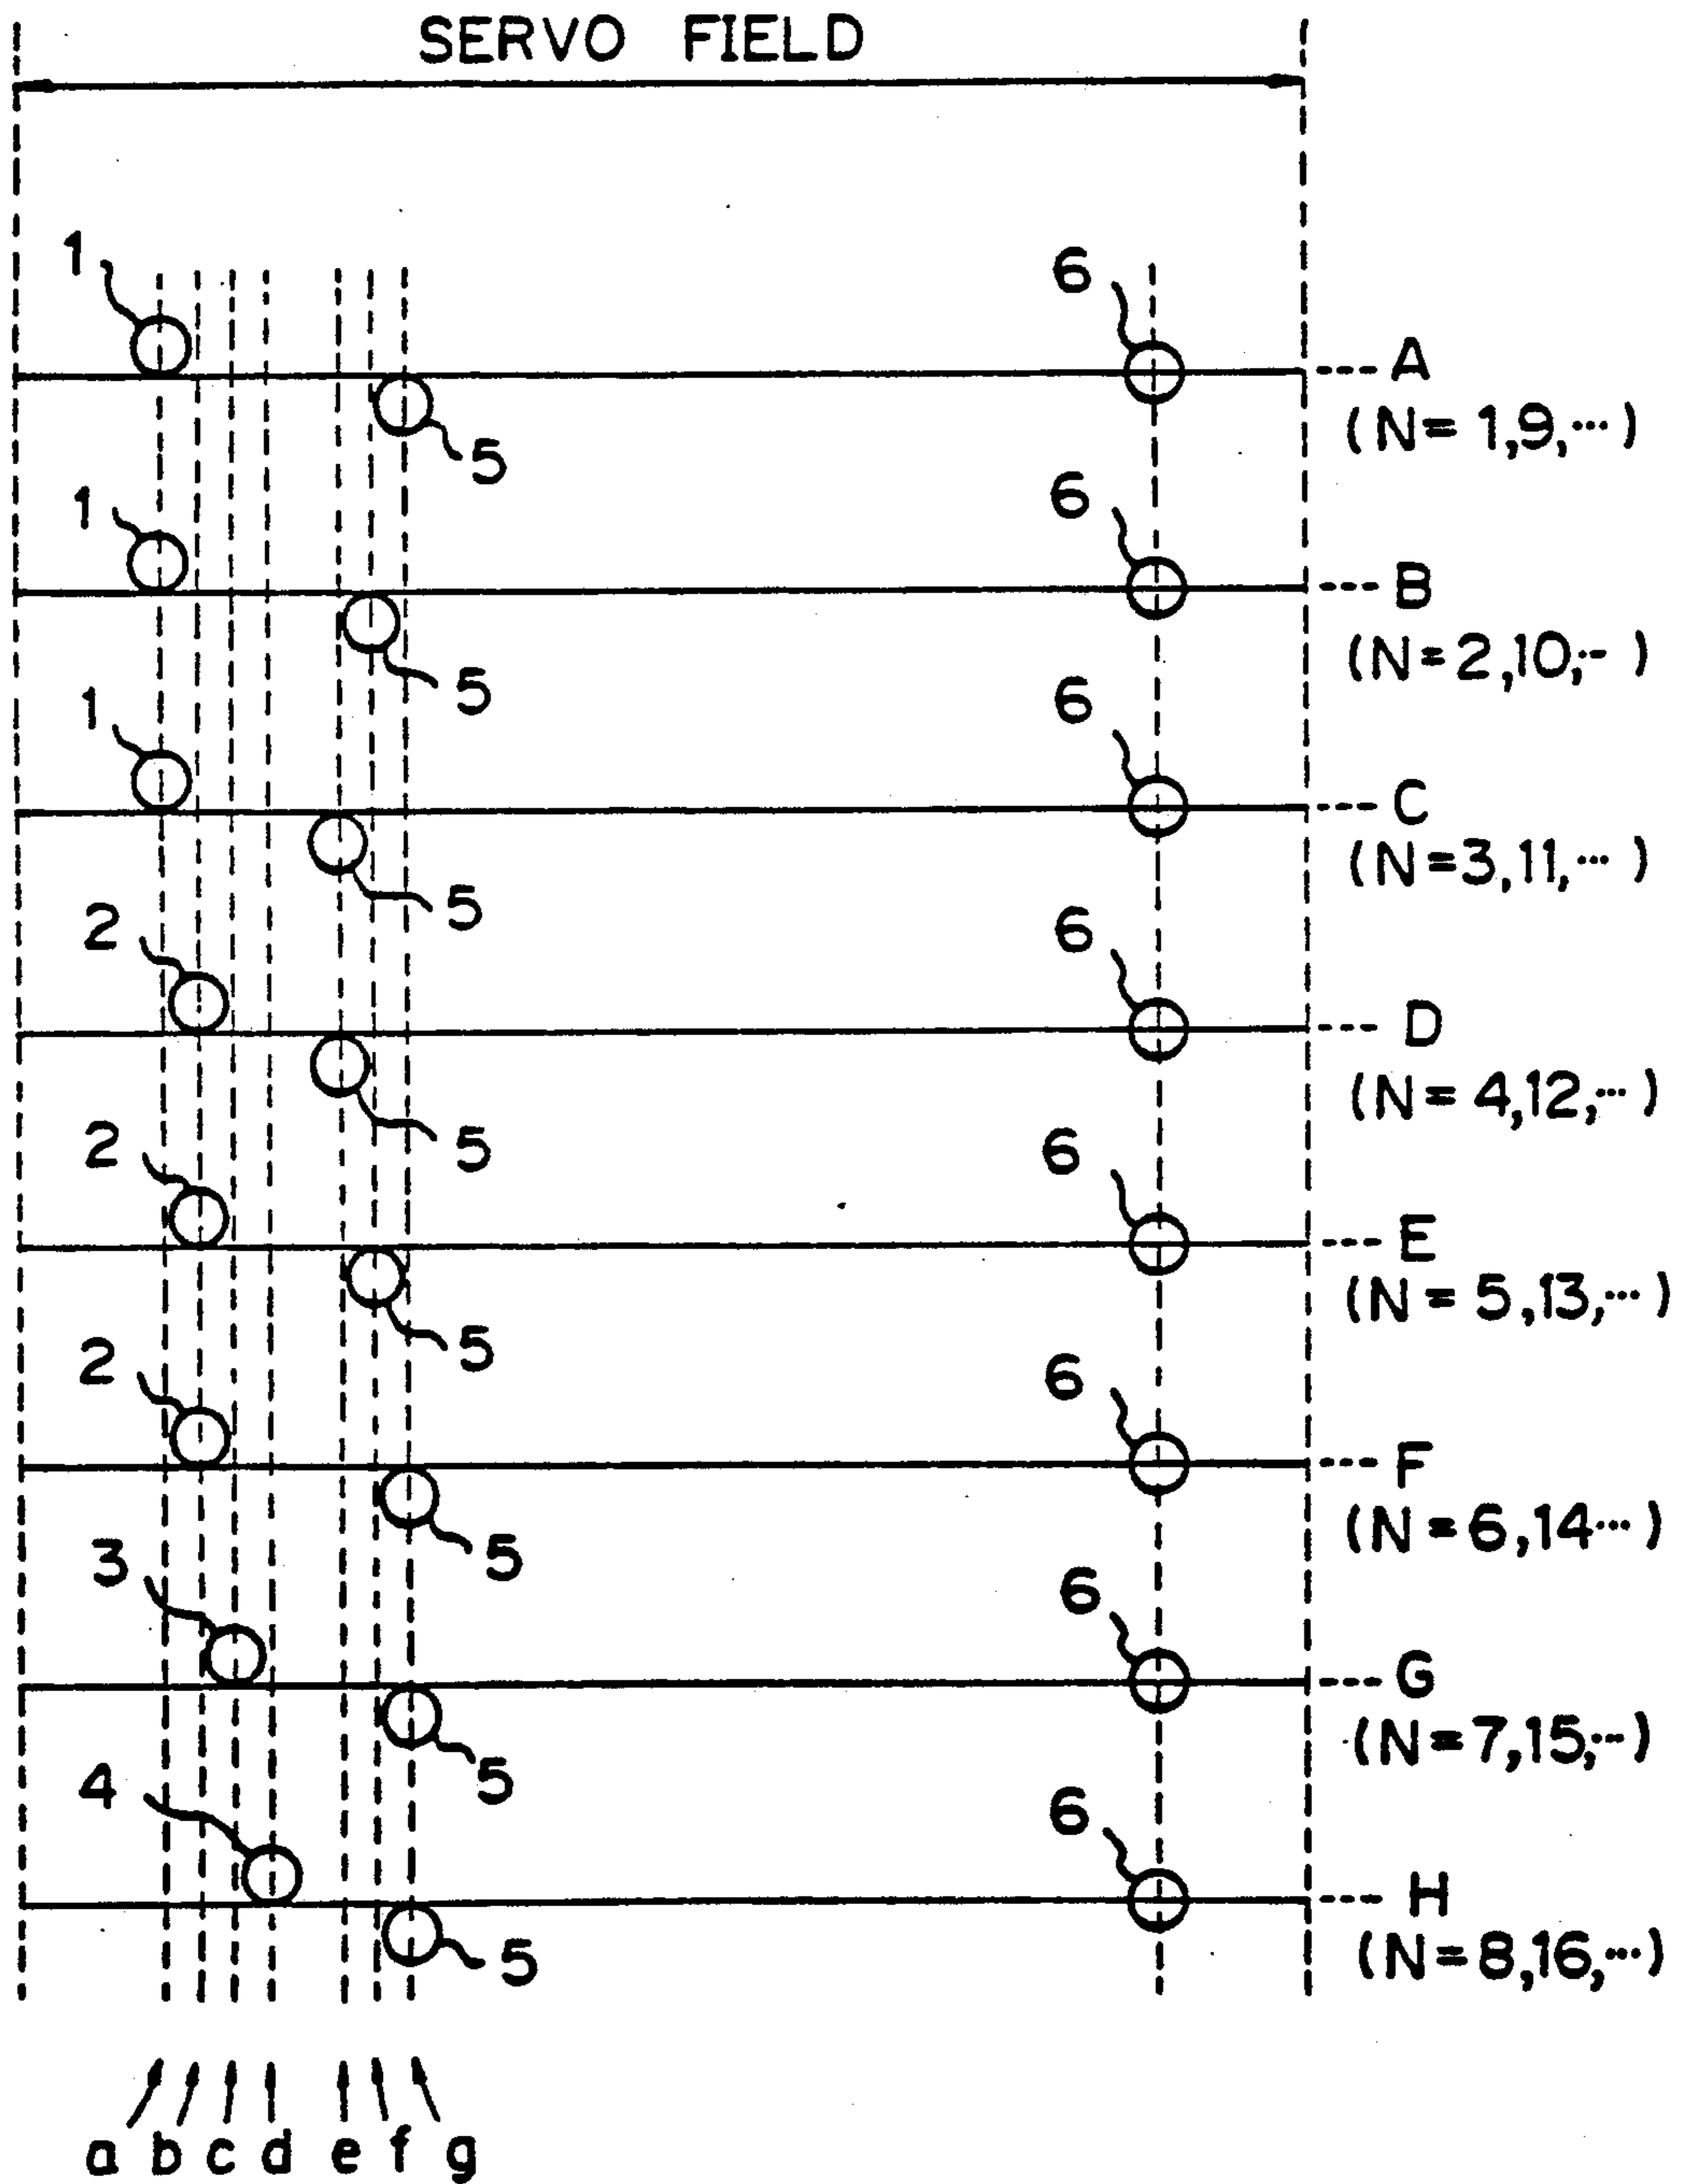 SERVO FIELD
1 6
--- A
5
(N=1,9,···)
1 6
--- B
5
(N=2,10,·-)
1 6
--- C
5
(N=3,11,···)
2 6
--- D
5
(N=4,12,···)
2 6
--- E
5
(N=5,13,···)
2 6
--- F
5
(N=6,14···)
3 6
--- G
5
(N=7,15,··)
4 6
--- H
5
(N=8,16,···)
a b c d e f g